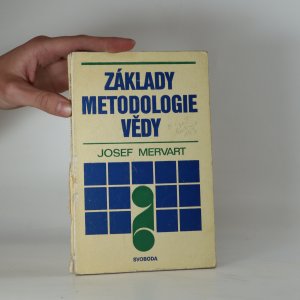 ZÁKLADY
METODOLOGIE
VĚDY
JOSEF MERVART
SVOBODA